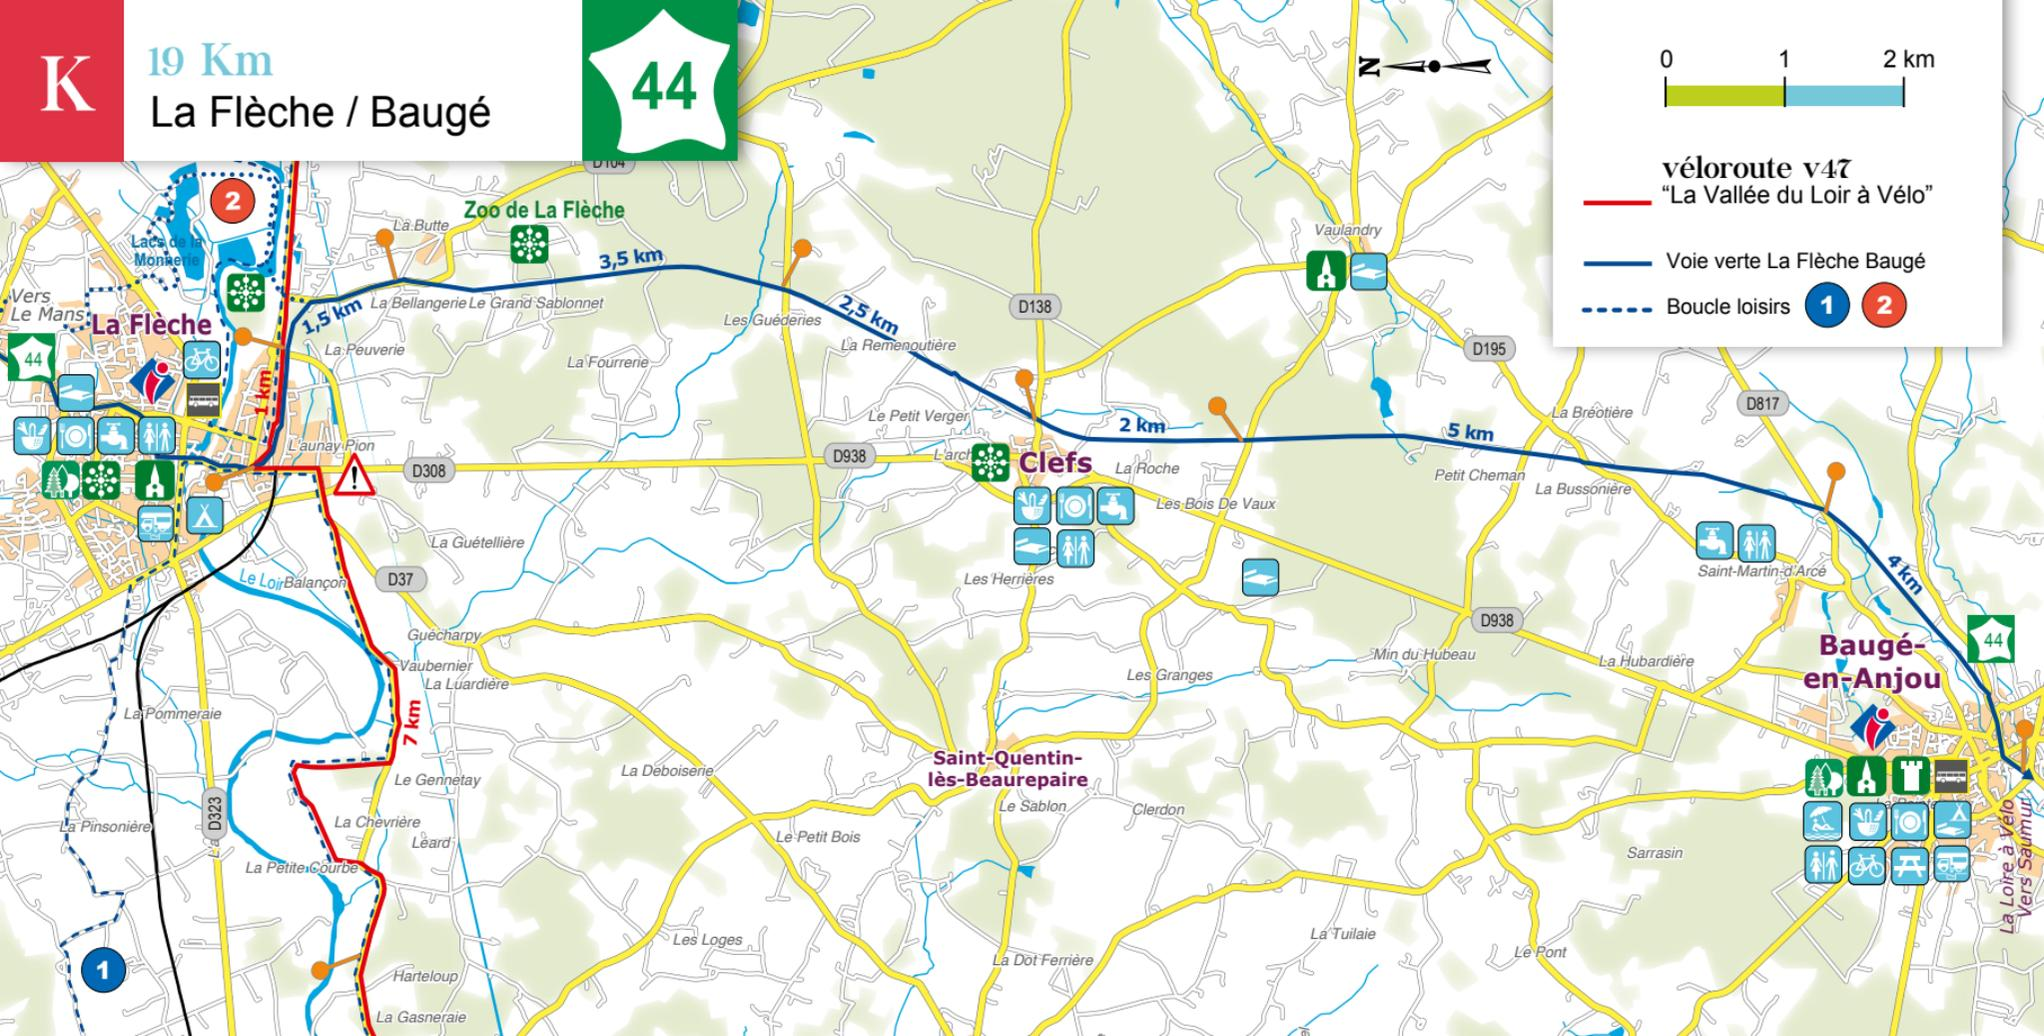 K
19 Km
La Flèche / Baugé
44
N
0 1 2 km
véloroute v47
“La Vallée du Loir à Vélo”
Voie verte La Flèche Baugé
Boucle loisirs 1 2
D104
2
Zoo de La Flèche
La Butte
Vaulandry
Lacs de la
Monnerie
3,5 km
Vers
Le Mans
La Flèche
1,5 km
La Bellangerie
Le Grand Sablonnet
Les Guéderies
2,5 km
D138
D195
44
La Peuverie
La Fourrerie
La Remenoutière
1 km
D817
Le Petit Verger
2 km
5 km
La Bréotière
L'aunay Pion
D308
D938
Clefs
La Roche
Petit Cheman
La Bussonière
Les Bois De Vaux
La Guétellière
Le Loir
Balançon
D37
Les Herrières
Saint-Martin-d'Arcé
4 km
D938
Guécharpy
Vaubernier
La Luardière
Les Granges
Min du Hubeau
La Hubardière
Baugé-
en-Anjou
44
La Pommeraie
7 km
Le Gennetay
La Deboiserie
Saint-Quentin-
lès-Beaurepaire
Le Sablon
Clerdon
D323
La Pinsonière
La Chevrière
Léard
Le Petit Bois
La Petite Courbe
Sarrasin
La Loire à Vélo
Vers Saumur
1
Les Loges
La Tuilaie
Le Pont
Harteloup
La Dot Ferrière
La Gasneraie